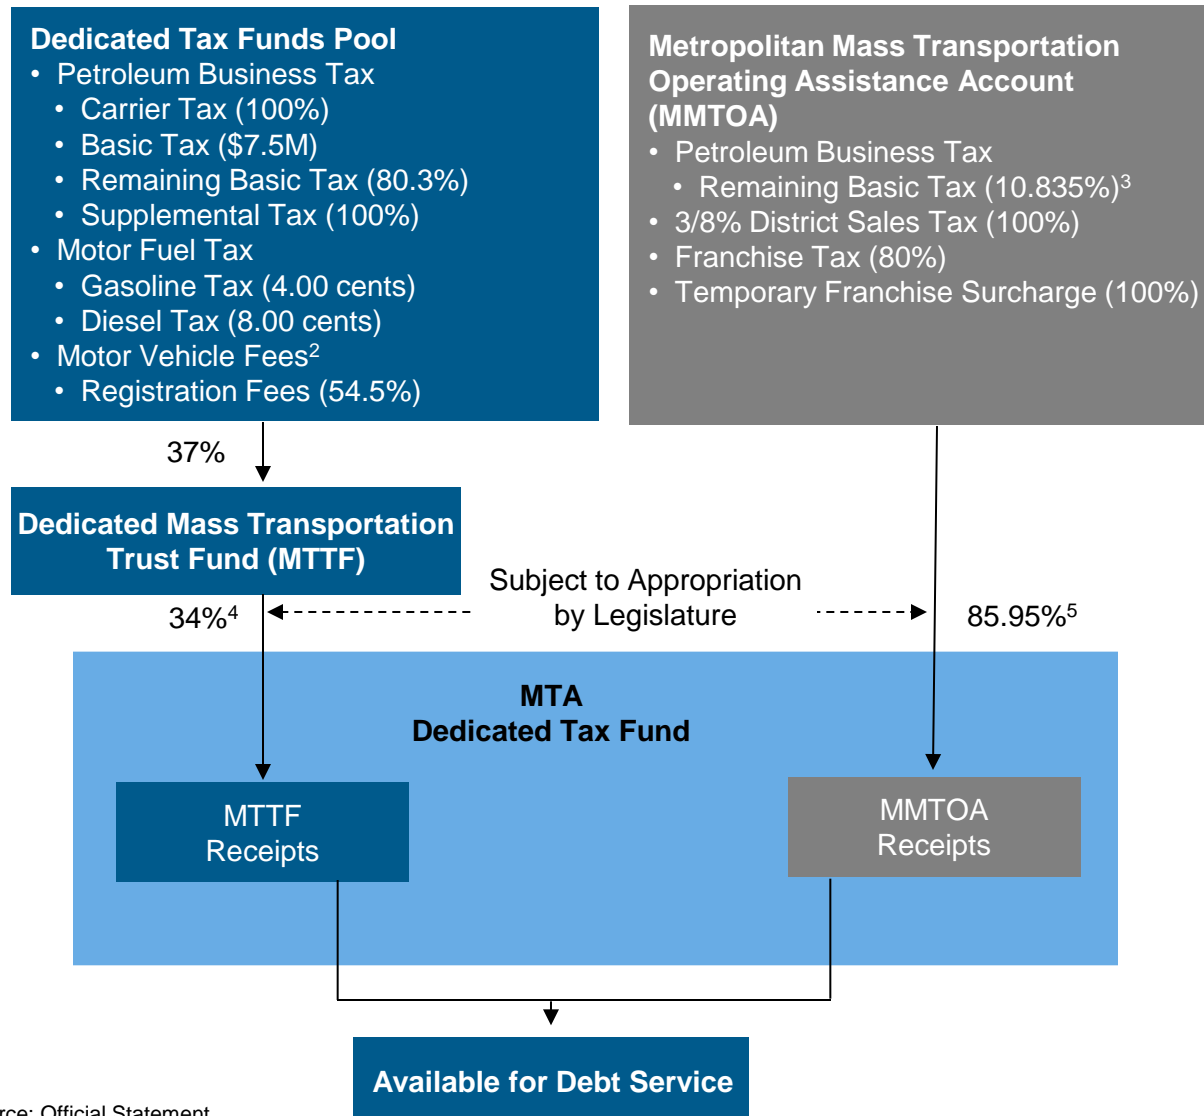 Dedicated Tax Funds Pool
• Petroleum Business Tax
• Carrier Tax (100%)
• Basic Tax ($7.5M)
• Remaining Basic Tax (80.3%)
• Supplemental Tax (100%)
• Motor Fuel Tax
• Gasoline Tax (4.00 cents)
• Diesel Tax (8.00 cents)
• Motor Vehicle Fees²
• Registration Fees (54.5%)
Metropolitan Mass Transportation
Operating Assistance Account
(MMTOA)
• Petroleum Business Tax
• Remaining Basic Tax (10.835%)³
• 3/8% District Sales Tax (100%)
• Franchise Tax (80%)
• Temporary Franchise Surcharge (100%)
37%
Dedicated Mass Transportation
Trust Fund (MTTF)
34%⁴
Subject to Appropriation
by Legislature
85.95%⁵
MTA
Dedicated Tax Fund
MTTF
Receipts
MMTOA
Receipts
Available for Debt Service
Official Statement